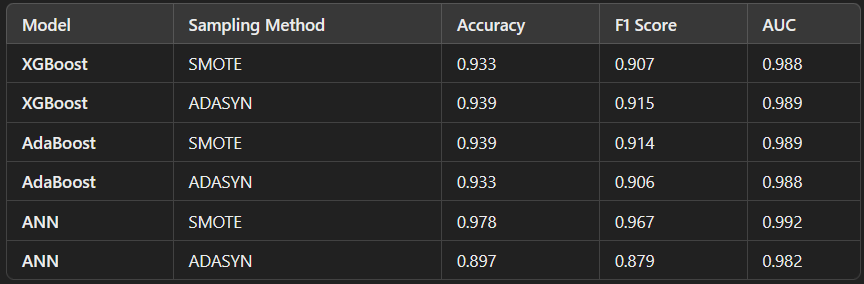 Model Sampling Method Accuracy F1 Score AUC
XGBoost SMOTE 0.933 0.907 0.988
XGBoost ADASYN 0.939 0.915 0.989
AdaBoost SMOTE 0.939 0.914 0.989
AdaBoost ADASYN 0.933 0.906 0.988
ANN SMOTE 0.978 0.967 0.992
ANN ADASYN 0.897 0.879 0.982